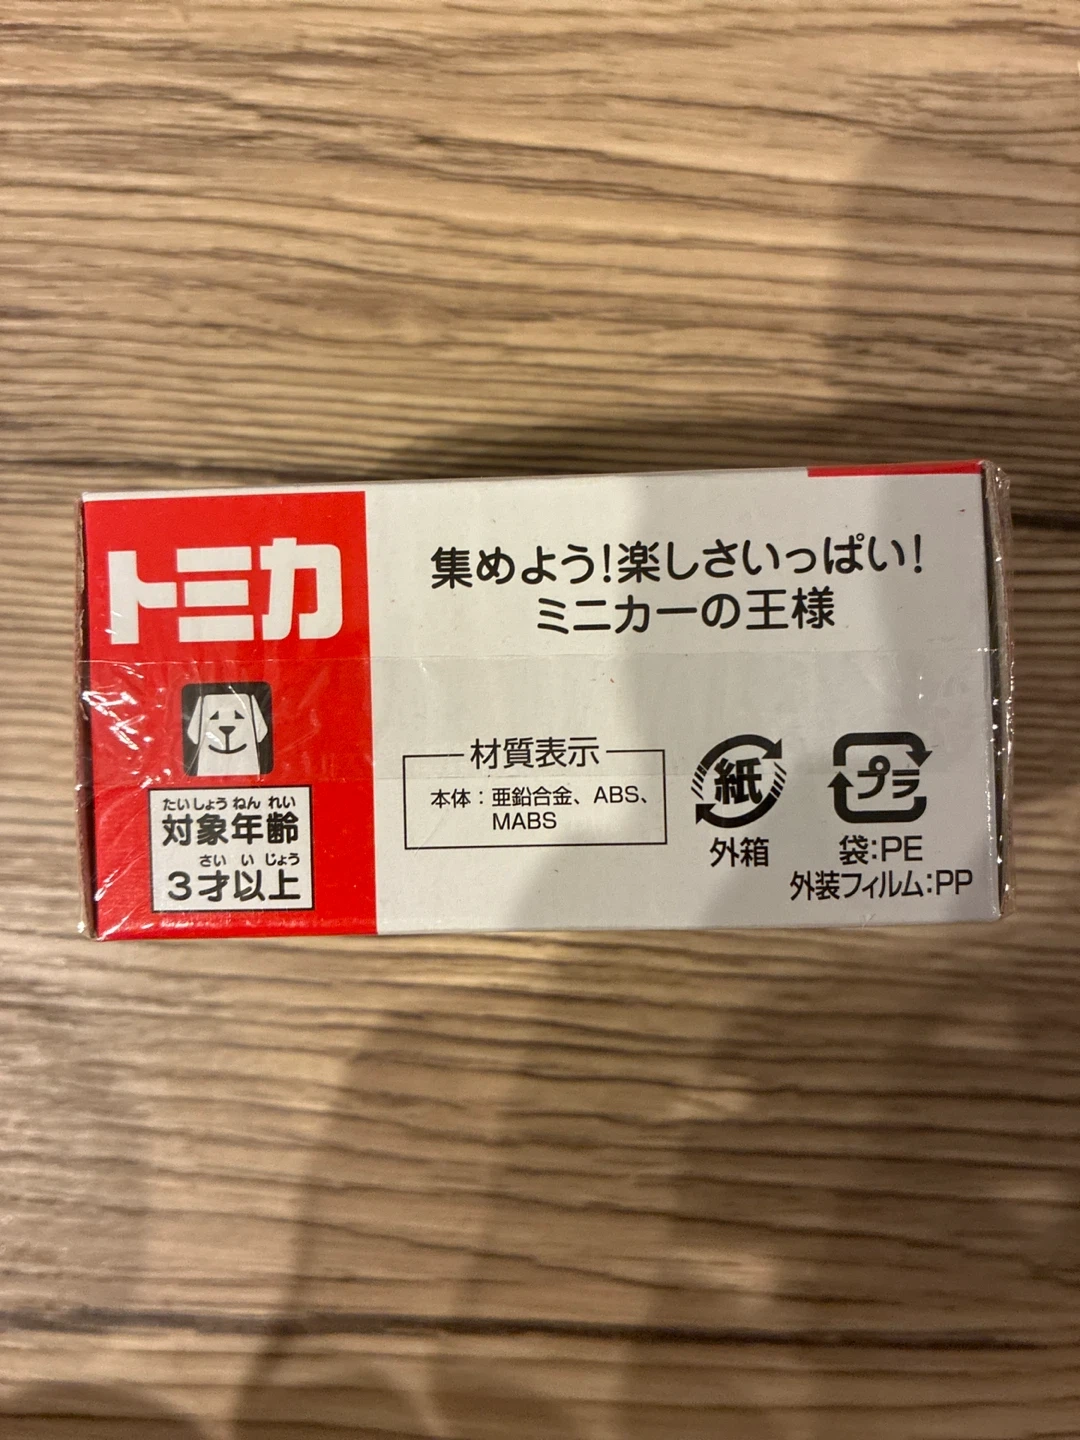 トミカ
たいしょうねんれい
対象年齢
さいいじょう
3才以上
集めよう!楽しさいっぱい!
ミニカーの王様
材質表示
本体:亜鉛合金、ABS、
MABS
紙
外箱
プラ
袋:PE
外装フィルム:PP